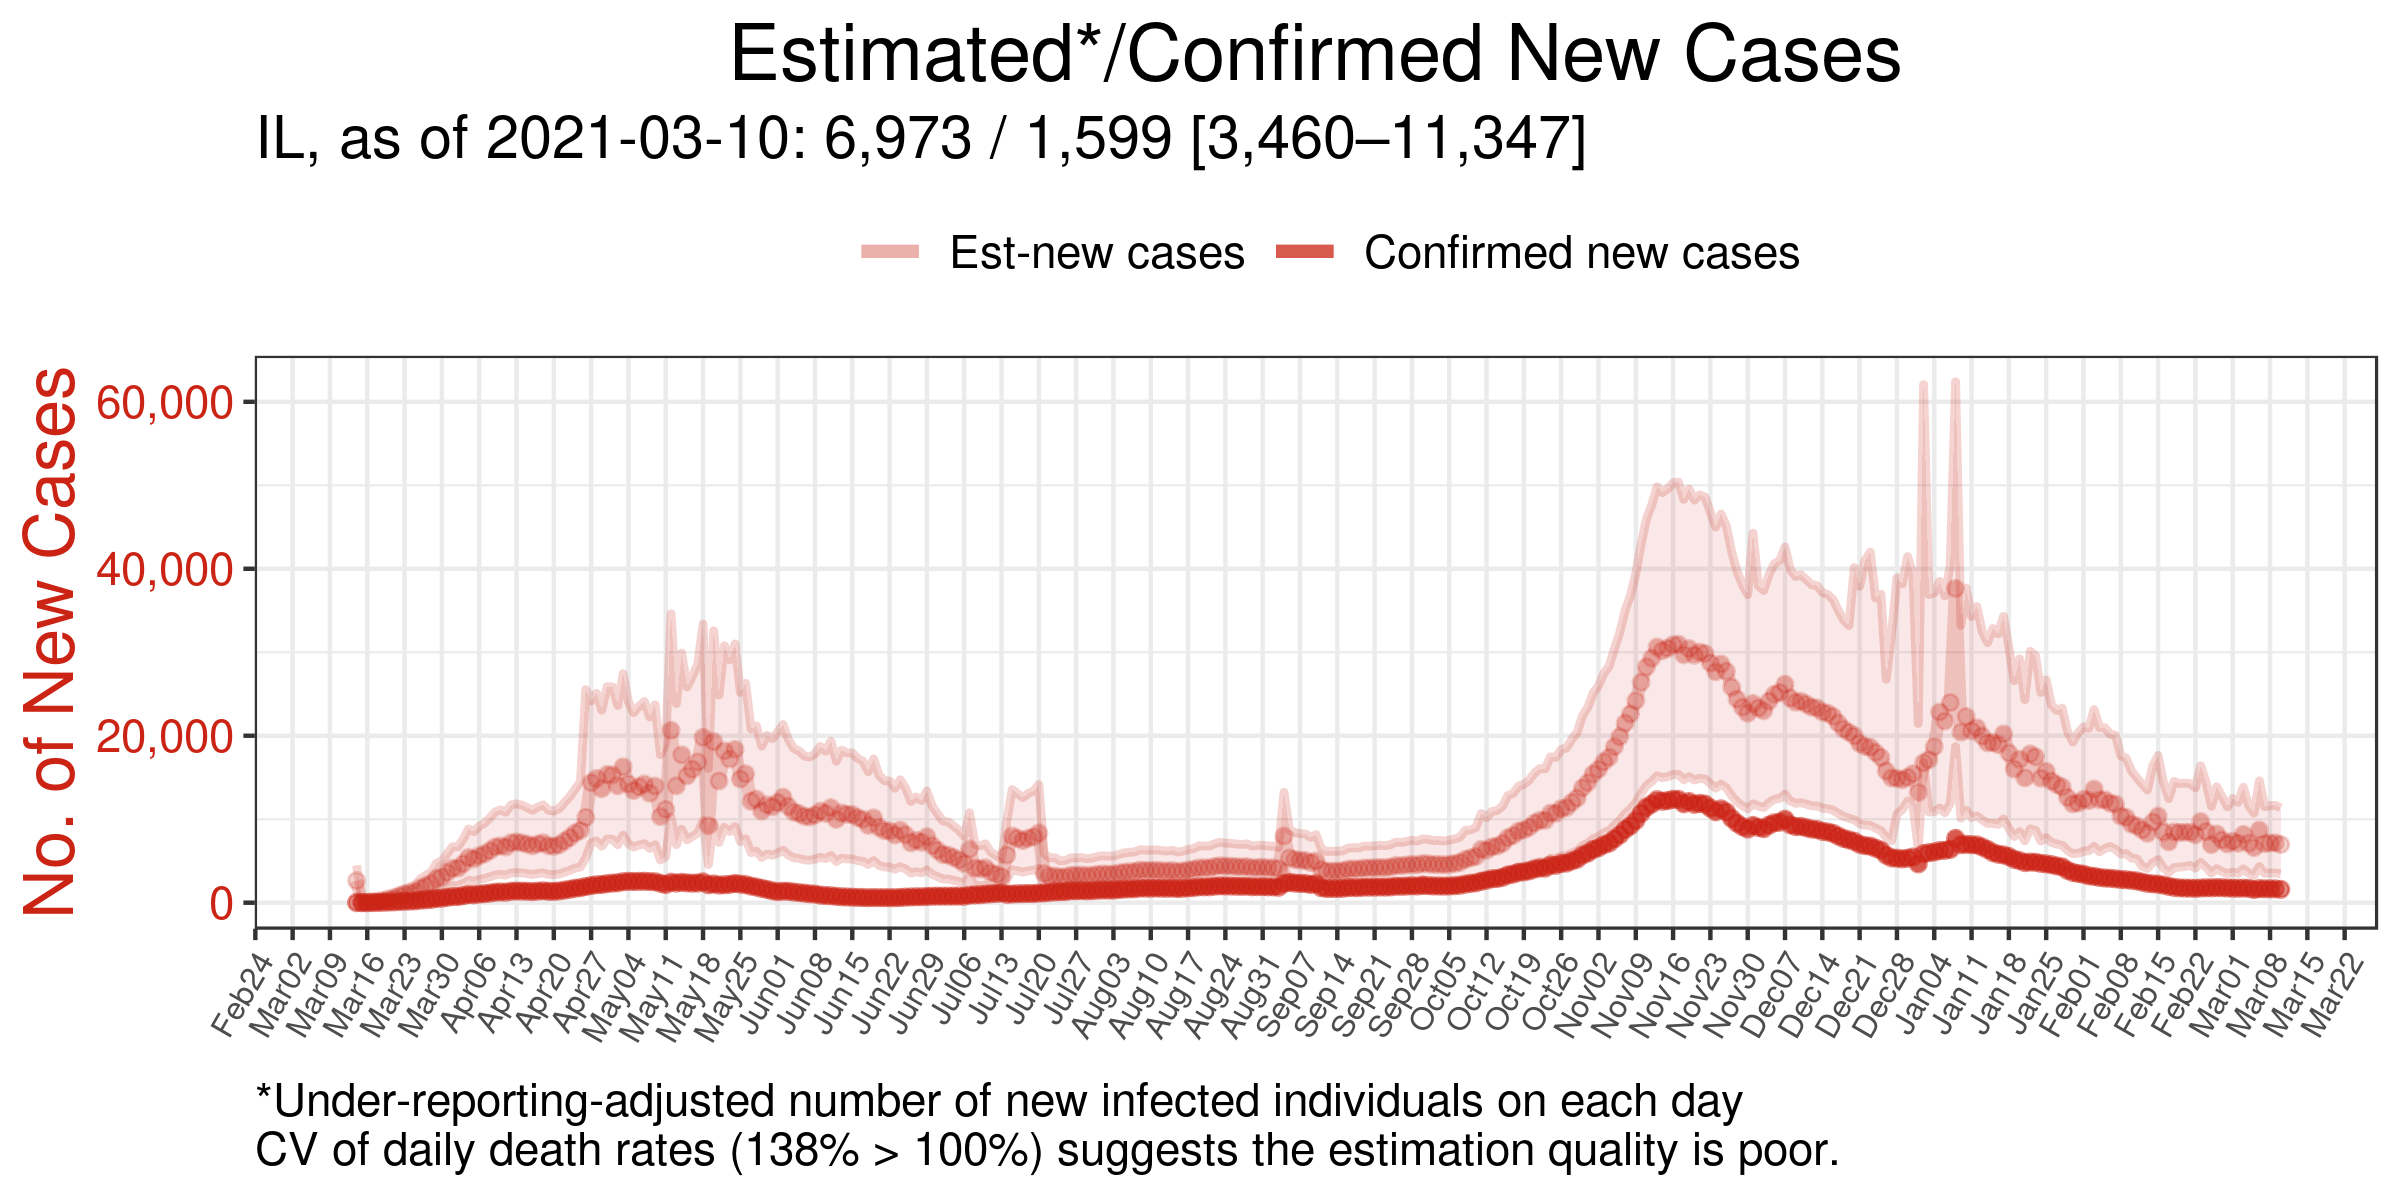 Estimated*/Confirmed New Cases
IL, as of 2021-03-10: 6,973 / 1,599 [3,460–11,347]
Est-new cases
Confirmed new cases
No. of New Cases
60,000
40,000
20,000
0
Feb24
Mar02
Mar09
Mar16
Mar23
Mar30
Apr06
Apr13
Apr20
Apr27
May04
May11
May18
May25
Jun01
Jun08
Jun15
Jun22
Jun29
Jul06
Jul13
Jul20
Jul27
Aug03
Aug10
Aug17
Aug24
Aug31
Sep07
Sep14
Sep21
Sep28
Oct05
Oct12
Oct19
Oct26
Nov02
Nov09
Nov16
Nov23
Nov30
Dec07
Dec14
Dec21
Dec28
Jan04
Jan11
Jan18
Jan25
Feb01
Feb08
Feb15
Feb22
Mar01
Mar08
Mar15
Mar22
*Under-reporting-adjusted number of new infected individuals on each day
CV of daily death rates (138% > 100%) suggests the estimation quality is poor.